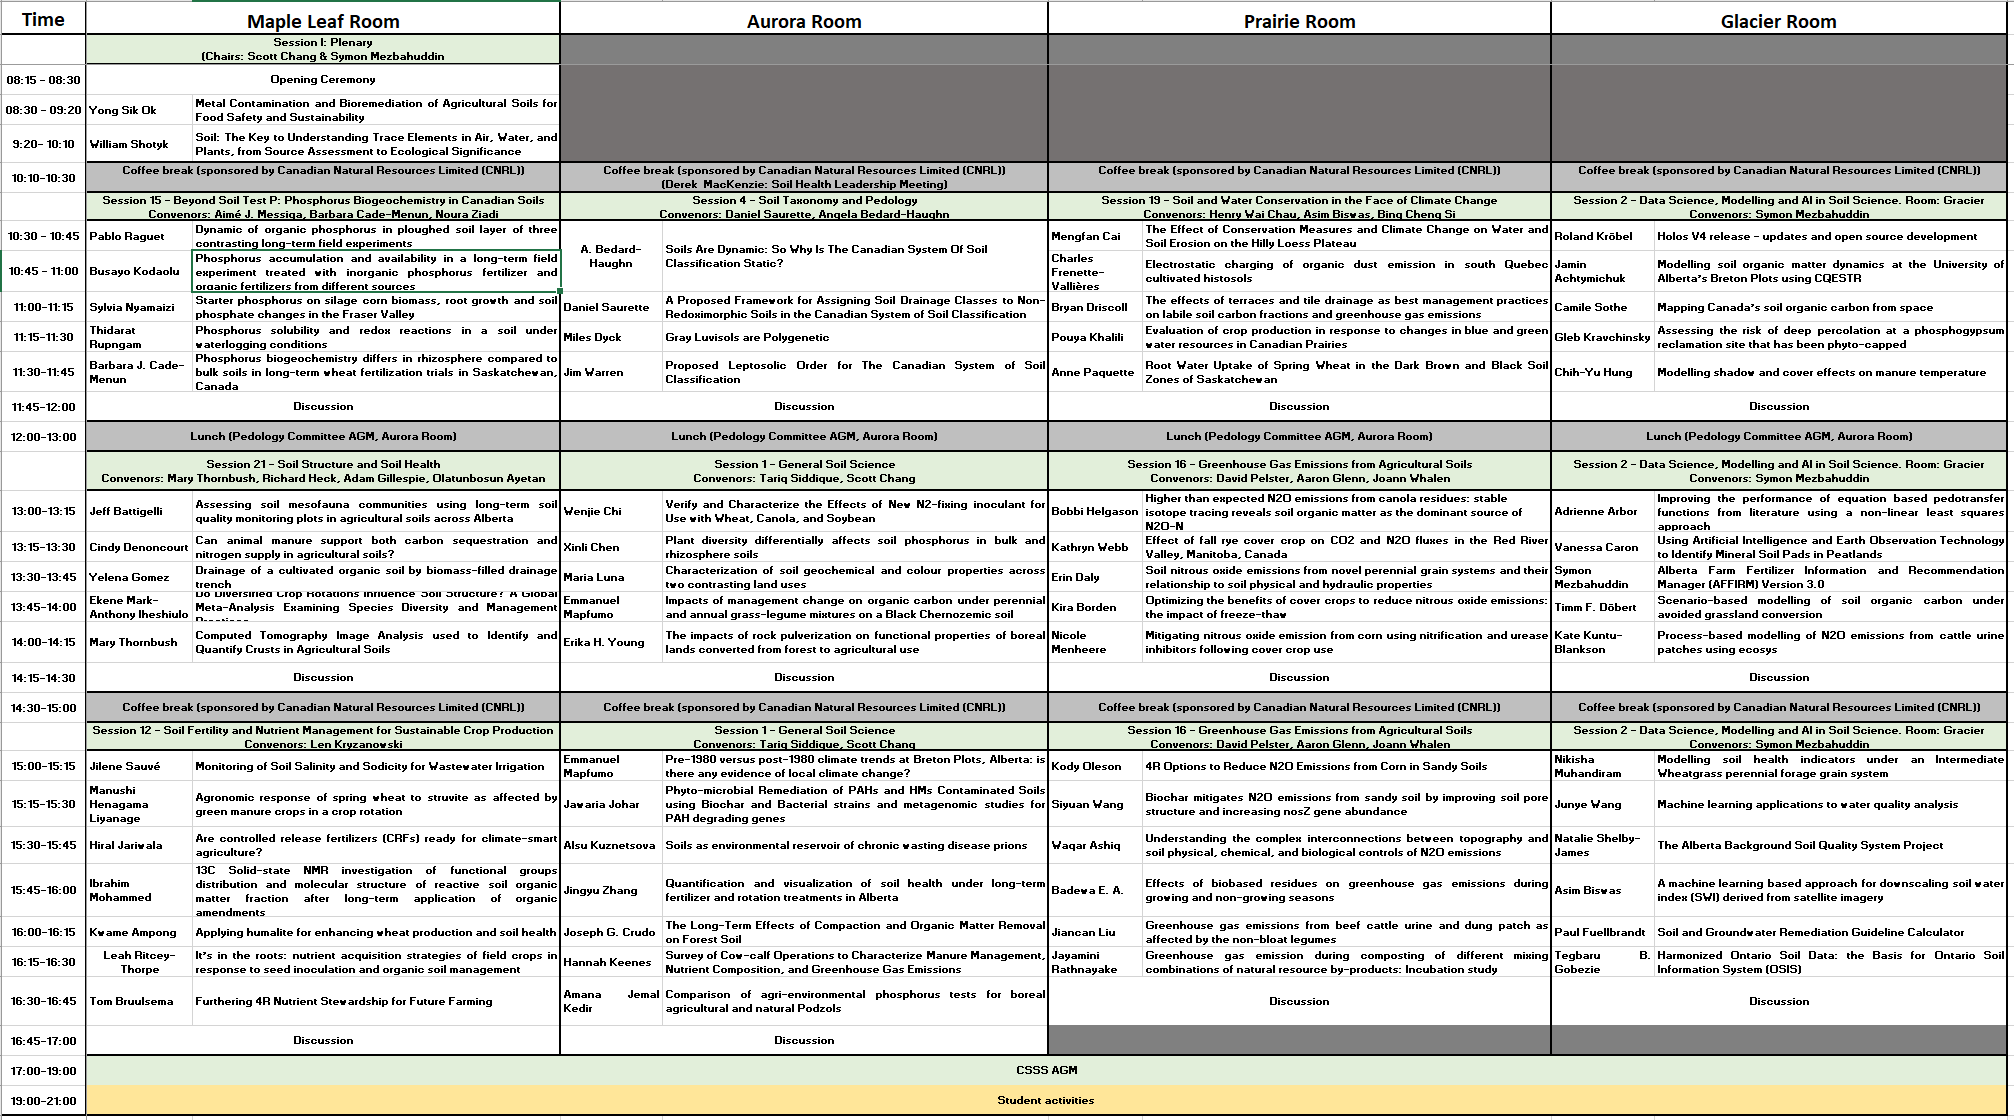 Time Maple Leaf Room Aurora Room Prairie Room Glacier Room
Session I: Plenary
(Chairs: Scott Chang & Symon Mezbahuddin
08:15 - 08:30 Opening Ceremony
08:30 - 09:20 Yong Sik Ok Metal Contamination and Bioremediation of Agricultural Soils for
Food Safety and Sustainability
9:20- 10:10 William Shotyk Soil: The Key to Understanding Trace Elements in Air, Water, and
Plants, from Source Assessment to Ecological Significance
10:10-10:30
Coffee break (sponsored by Canadian Natural Resources Limited (CNRL))
Coffee break (sponsored by Canadian Natural Resources Limited (CNRL))
(Derek MacKenzie: Soil Health Leadership Meeting)
Coffee break (sponsored by Canadian Natural Resources Limited (CNRL))
Coffee break (sponsored by Canadian Natural Resources Limited (CNRL))
Session 15 - Beyond Soil Test P: Phosphorus Biogeochemistry in Canadian Soils
Convenors: Aimé J. Messiga, Barbara Cade-Menun, Noura Ziadi
Session 4 - Soil Taxonomy and Pedology
Convenors: Daniel Saurette, Angela Bedard-Haughn
Session 19 - Soil and Water Conservation in the Face of Climate Change
Convenors: Henry Wai Chau, Asim Biswas, Bing Cheng Si
Session 2 - Data Science, Modelling and AI in Soil Science. Room: Gracier
Convenors: Symon Mezbahuddin
10:30 - 10:45
Pablo Raguet
Dynamic of organic phosphorus in ploughed soil layer of three
contrasting long-term field experiments
A. Bedard-
Haughn
Soils Are Dynamic: So Why Is The Canadian System Of Soil
Classification Static?
Mengfan Cai
The Effect of Conservation Measures and Climate Change on Water and
Soil Erosion on the Hilly Loess Plateau
Roland Kröbel
Holos V4 release - updates and open source development
10:45 - 11:00
Busayo Kodaolu
Phosphorus accumulation and availability in a long-term field
experiment treated with inorganic phosphorus fertilizer and
organic fertilizers from different sources
Charles
Frenette-
Vallières
Electrostatic charging of organic dust emission in south Quebec
cultivated histosols
Jamin
Achtymichuk
Modelling soil organic matter dynamics at the University of
Alberta's Breton Plots using CQESTR
11:00-11:15
Sylvia Nyamaizi
Starter phosphorus on silage corn biomass, root growth and soil
phosphate changes in the Fraser Valley
Daniel Saurette
A Proposed Framework for Assigning Soil Drainage Classes to Non-
Redoximorphic Soils in the Canadian System of Soil Classification
Bryan Driscoll
The effects of terraces and tile drainage as best management practices
on labile soil carbon fractions and greenhouse gas emissions
Camile Sothe
Mapping Canada's soil organic carbon from space
11:15-11:30
Thidarat
Rupngam
Phosphorus solubility and redox reactions in a soil under
waterlogging conditions
Miles Dyck
Gray Luvisols are Polygenetic
Pouya Khalili
Evaluation of crop production in response to changes in blue and green
water resources in Canadian Prairies
Gleb Kravchinsky
Assessing the risk of deep percolation at a phosphogypsum
reclamation site that has been phyto-capped
11:30-11:45
Barbara J. Cade-
Menun
Phosphorus biogeochemistry differs in rhizosphere compared to
bulk soils in long-term wheat fertilization trials in Saskatchewan,
Canada
Jim Warren
Proposed Leptosolic Order for The Canadian System of Soil
Classification
Anne Paquette
Root Water Uptake of Spring Wheat in the Dark Brown and Black Soil
Zones of Saskatchewan
Chih-Yu Hung
Modelling shadow and cover effects on manure temperature
11:45-12:00 Discussion Discussion Discussion Discussion
12:00-13:00 Lunch (Pedology Committee AGM, Aurora Room) Lunch (Pedology Committee AGM, Aurora Room) Lunch (Pedology Committee AGM, Aurora Room) Lunch (Pedology Committee AGM, Aurora Room)
Session 21 - Soil Structure and Soil Health
Convenors: Mary Thornbush, Richard Heck, Adam Gillespie, Olatunbosun Ayetan
Session 1 - General Soil Science
Convenors: Tariq Siddique, Scott Chang
Session 16 - Greenhouse Gas Emissions from Agricultural Soils
Convenors: David Pelster, Aaron Glenn, Joann Whalen
Session 2 - Data Science, Modelling and AI in Soil Science. Room: Gracier
Convenors: Symon Mezbahuddin
13:00-13:15
Jeff Battigelli
Assessing soil mesofauna communities using long-term soil
quality monitoring plots in agricultural soils across Alberta
Wenjie Chi
Verify and Characterize the Effects of New N2-fixing inoculant for
Use with Wheat, Canola, and Soybean
Bobbi Helgason
Higher than expected N2O emissions from canola residues: stable
isotope tracing reveals soil organic matter as the dominant source of
N2O-N
Adrienne Arbor
Improving the performance of equation based pedotransfer
functions from literature using a non-linear least squares
approach
13:15-13:30
Cindy Denoncourt
Can animal manure support both carbon sequestration and
nitrogen supply in agricultural soils?
Xinli Chen
Plant diversity differentially affects soil phosphorus in bulk and
rhizosphere soils
Kathryn Webb
Effect of fall rye cover crop on CO2 and N2O fluxes in the Red River
Valley, Manitoba, Canada
Vanessa Caron
Using Artificial Intelligence and Earth Observation Technology
to Identify Mineral Soil Pads in Peatlands
13:30-13:45
Yelena Gomez
Drainage of a cultivated organic soil by biomass-filled drainage
trench
Maria Luna
Characterization of soil geochemical and colour properties across
two contrasting land uses
Erin Daly
Soil nitrous oxide emissions from novel perennial grain systems and their
relationship to soil physical and hydraulic properties
Symon
Mezbahuddin
Alberta Farm Fertilizer Information and Recommendation
Manager (AFFIRM) Version 3.0
13:45-14:00
Ekene Mark-
Anthony Iheshiulo
Do Diversified Crop Rotations Influence Soil Structure? A Global
Meta-Analysis Examining Species Diversity and Management
Emmanuel
Mapfumo
Impacts of management change on organic carbon under perennial
and annual grass-legume mixtures on a Black Chernozemic soil
Kira Borden
Optimizing the benefits of cover crops to reduce nitrous oxide emissions:
the impact of freeze-thaw
Timm F. Döbert
Scenario-based modelling of soil organic carbon under
avoided grassland conversion
14:00-14:15
Mary Thornbush
Computed Tomography Image Analysis used to Identify and
Quantify Crusts in Agricultural Soils
Erika H. Young
The impacts of rock pulverization on functional properties of boreal
lands converted from forest to agricultural use
Nicole
Menheere
Mitigating nitrous oxide emission from corn using nitrification and urease
inhibitors following cover crop use
Kate Kuntu-
Blankson
Process-based modelling of N2O emissions from cattle urine
patches using ecosys
14:15-14:30 Discussion Discussion Discussion Discussion
14:30-15:00 Coffee break (sponsored by Canadian Natural Resources Limited (CNRL)) Coffee break (sponsored by Canadian Natural Resources Limited (CNRL)) Coffee break (sponsored by Canadian Natural Resources Limited (CNRL)) Coffee break (sponsored by Canadian Natural Resources Limited (CNRL))
Session 12 - Soil Fertility and Nutrient Management for Sustainable Crop Production
Convenors: Len Kryzanowski
Session 1 - General Soil Science
Convenors: Tariq Siddique, Scott Chang
Session 16 - Greenhouse Gas Emissions from Agricultural Soils
Convenors: David Pelster, Aaron Glenn, Joann Whalen
Session 2 - Data Science, Modelling and AI in Soil Science. Room: Gracier
Convenors: Symon Mezbahuddin
15:00-15:15
Jilene Sauvé
Monitoring of Soil Salinity and Sodicity for Wastewater Irrigation
Emmanuel
Mapfumo
Pre-1980 versus post-1980 climate trends at Breton Plots, Alberta: is
there any evidence of local climate change?
Kody Oleson
4R Options to Reduce N2O Emissions from Corn in Sandy Soils
Nikisha
Muhandiram
Modelling soil health indicators under an Intermediate
Wheatgrass perennial forage grain system
15:15-15:30
Manushi
Henagama
Liyanage
Agronomic response of spring wheat to struvite as affected by
green manure crops in a crop rotation
Jawaria Johar
Phyto-microbial Remediation of PAHs and HMs Contaminated Soils
using Biochar and Bacterial strains and metagenomic studies for
PAH degrading genes
Siyuan Wang
Biochar mitigates N2O emissions from sandy soil by improving soil pore
structure and increasing nosZ gene abundance
Junye Wang
Machine learning applications to water quality analysis
15:30-15:45
Hiral Jariwala
Are controlled release fertilizers (CRFs) ready for climate-smart
agriculture?
Alsu Kuznetsova
Soils as environmental reservoir of chronic wasting disease prions
Waqar Ashiq
Understanding the complex interconnections between topography and
soil physical, chemical, and biological controls of N2O emissions
Natalie Shelby-
James
The Alberta Background Soil Quality System Project
15:45-16:00
Ibrahim
Mohammed
13C Solid-state NMR investigation of functional groups
distribution and molecular structure of reactive soil organic
matter fraction after long-term application of organic
amendments
Jingyu Zhang
Quantification and visualization of soil health under long-term
fertilizer and rotation treatments in Alberta
Badewa E. A.
Effects of biobased residues on greenhouse gas emissions during
growing and non-growing seasons
Asim Biswas
A machine learning based approach for downscaling soil water
index (SWI) derived from satellite imagery
16:00-16:15
Kwame Ampong
Applying humalite for enhancing wheat production and soil health
Joseph G. Crudo
The Long-Term Effects of Compaction and Organic Matter Removal
on Forest Soil
Jiancan Liu
Greenhouse gas emissions from beef cattle urine and dung patch as
affected by the non-bloat legumes
Paul Fuellbrandt
Soil and Groundwater Remediation Guideline Calculator
16:15-16:30
Leah Ritcey-
Thorpe
It's in the roots: nutrient acquisition strategies of field crops in
response to seed inoculation and organic soil management
Hannah Keenes
Survey of Cow-calf Operations to Characterize Manure Management,
Nutrient Composition, and Greenhouse Gas Emissions
Jayamini
Rathnayake
Greenhouse gas emission during composting of different mixing
combinations of natural resource by-products: Incubation study
Tegbaru B.
Gobezie
Harmonized Ontario Soil Data: the Basis for Ontario Soil
Information System (OSIS)
16:30-16:45
Tom Bruulsema
Furthering 4R Nutrient Stewardship for Future Farming
Amana Jemal
Kedir
Comparison of agri-environmental phosphorus tests for boreal
agricultural and natural Podzols
Discussion
Discussion
16:45-17:00 Discussion Discussion
17:00-19:00 CSSS AGM
19:00-21:00 Student activities